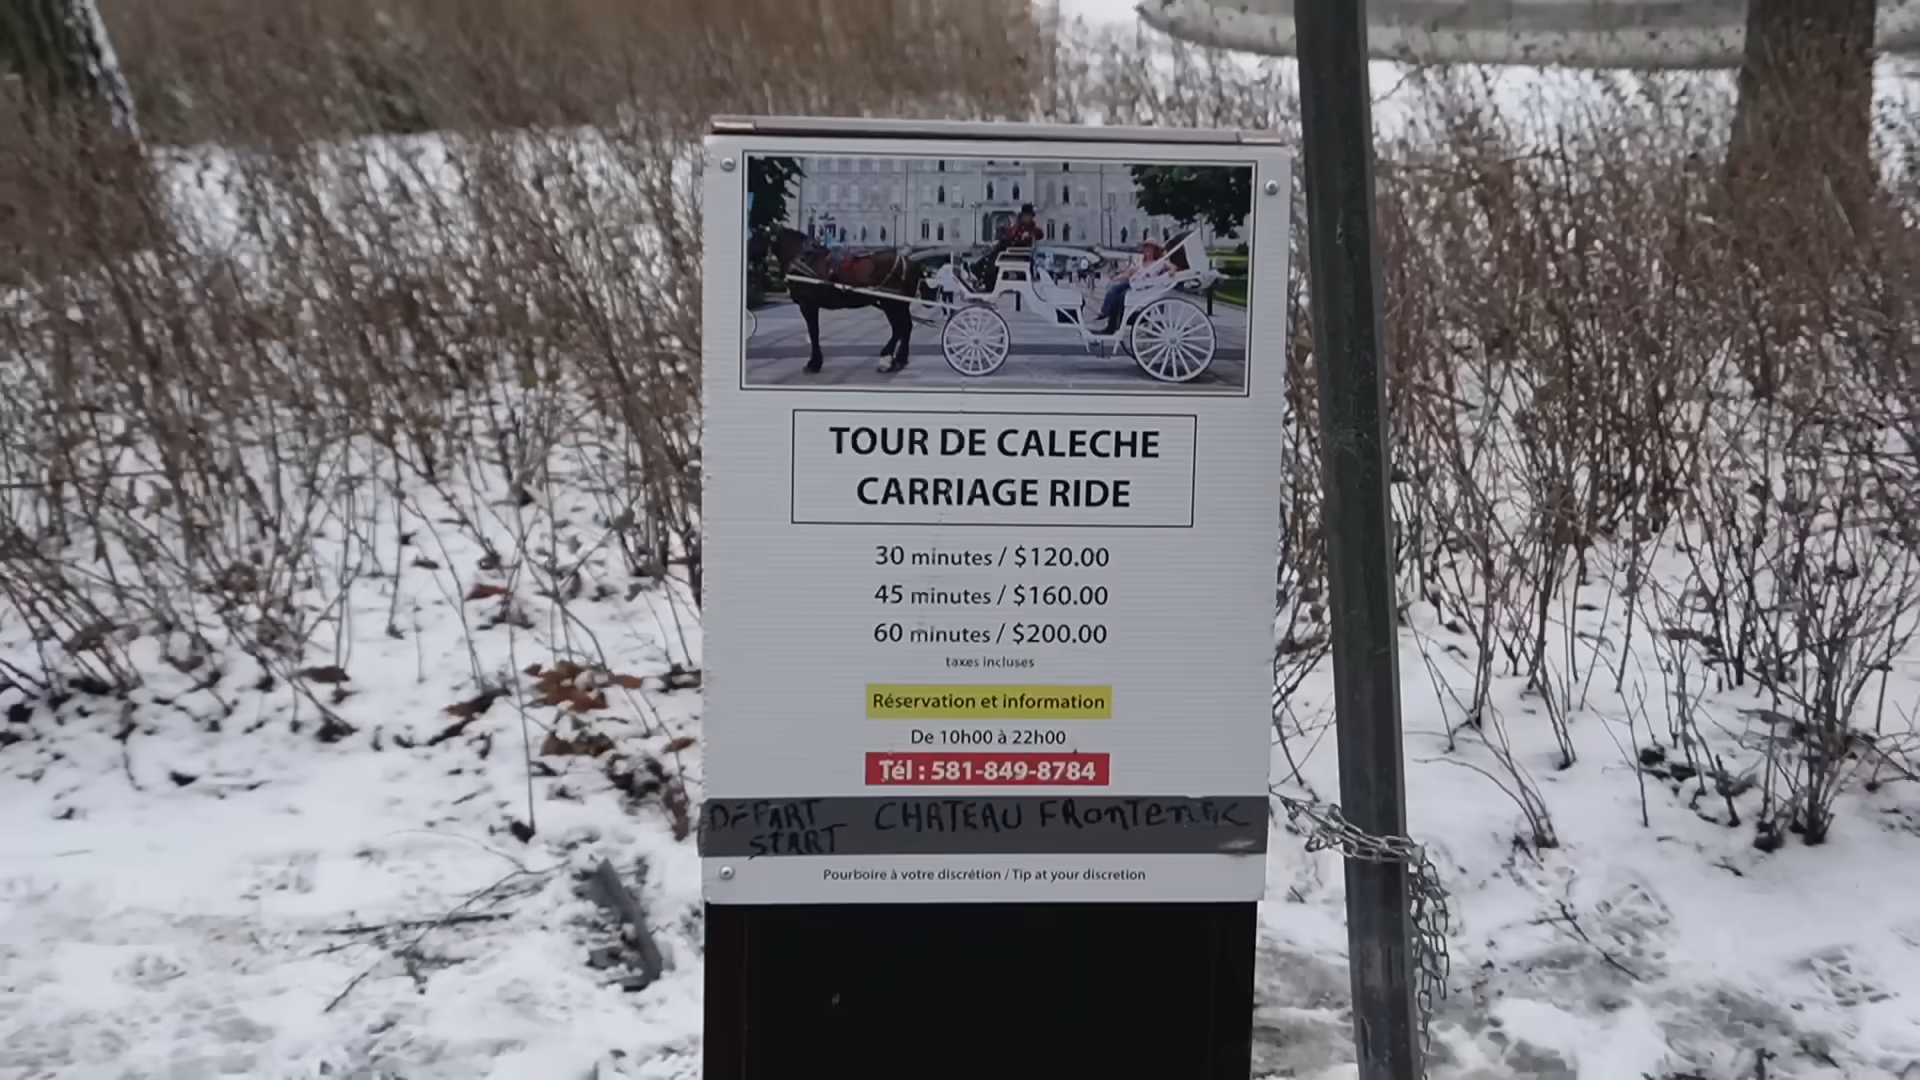 TOUR DE CALECHE
CARRIAGE RIDE
30 minutes / $120.00
45 minutes / $160.00
60 minutes / $200.00
taxes incluses
Réservation et information
De 10h00 à 22h00
Tél : 581-849-8784
DÉPART CHATEAU FRONTENAC
START
Pourboire à votre discrétion / Tip at your discretion